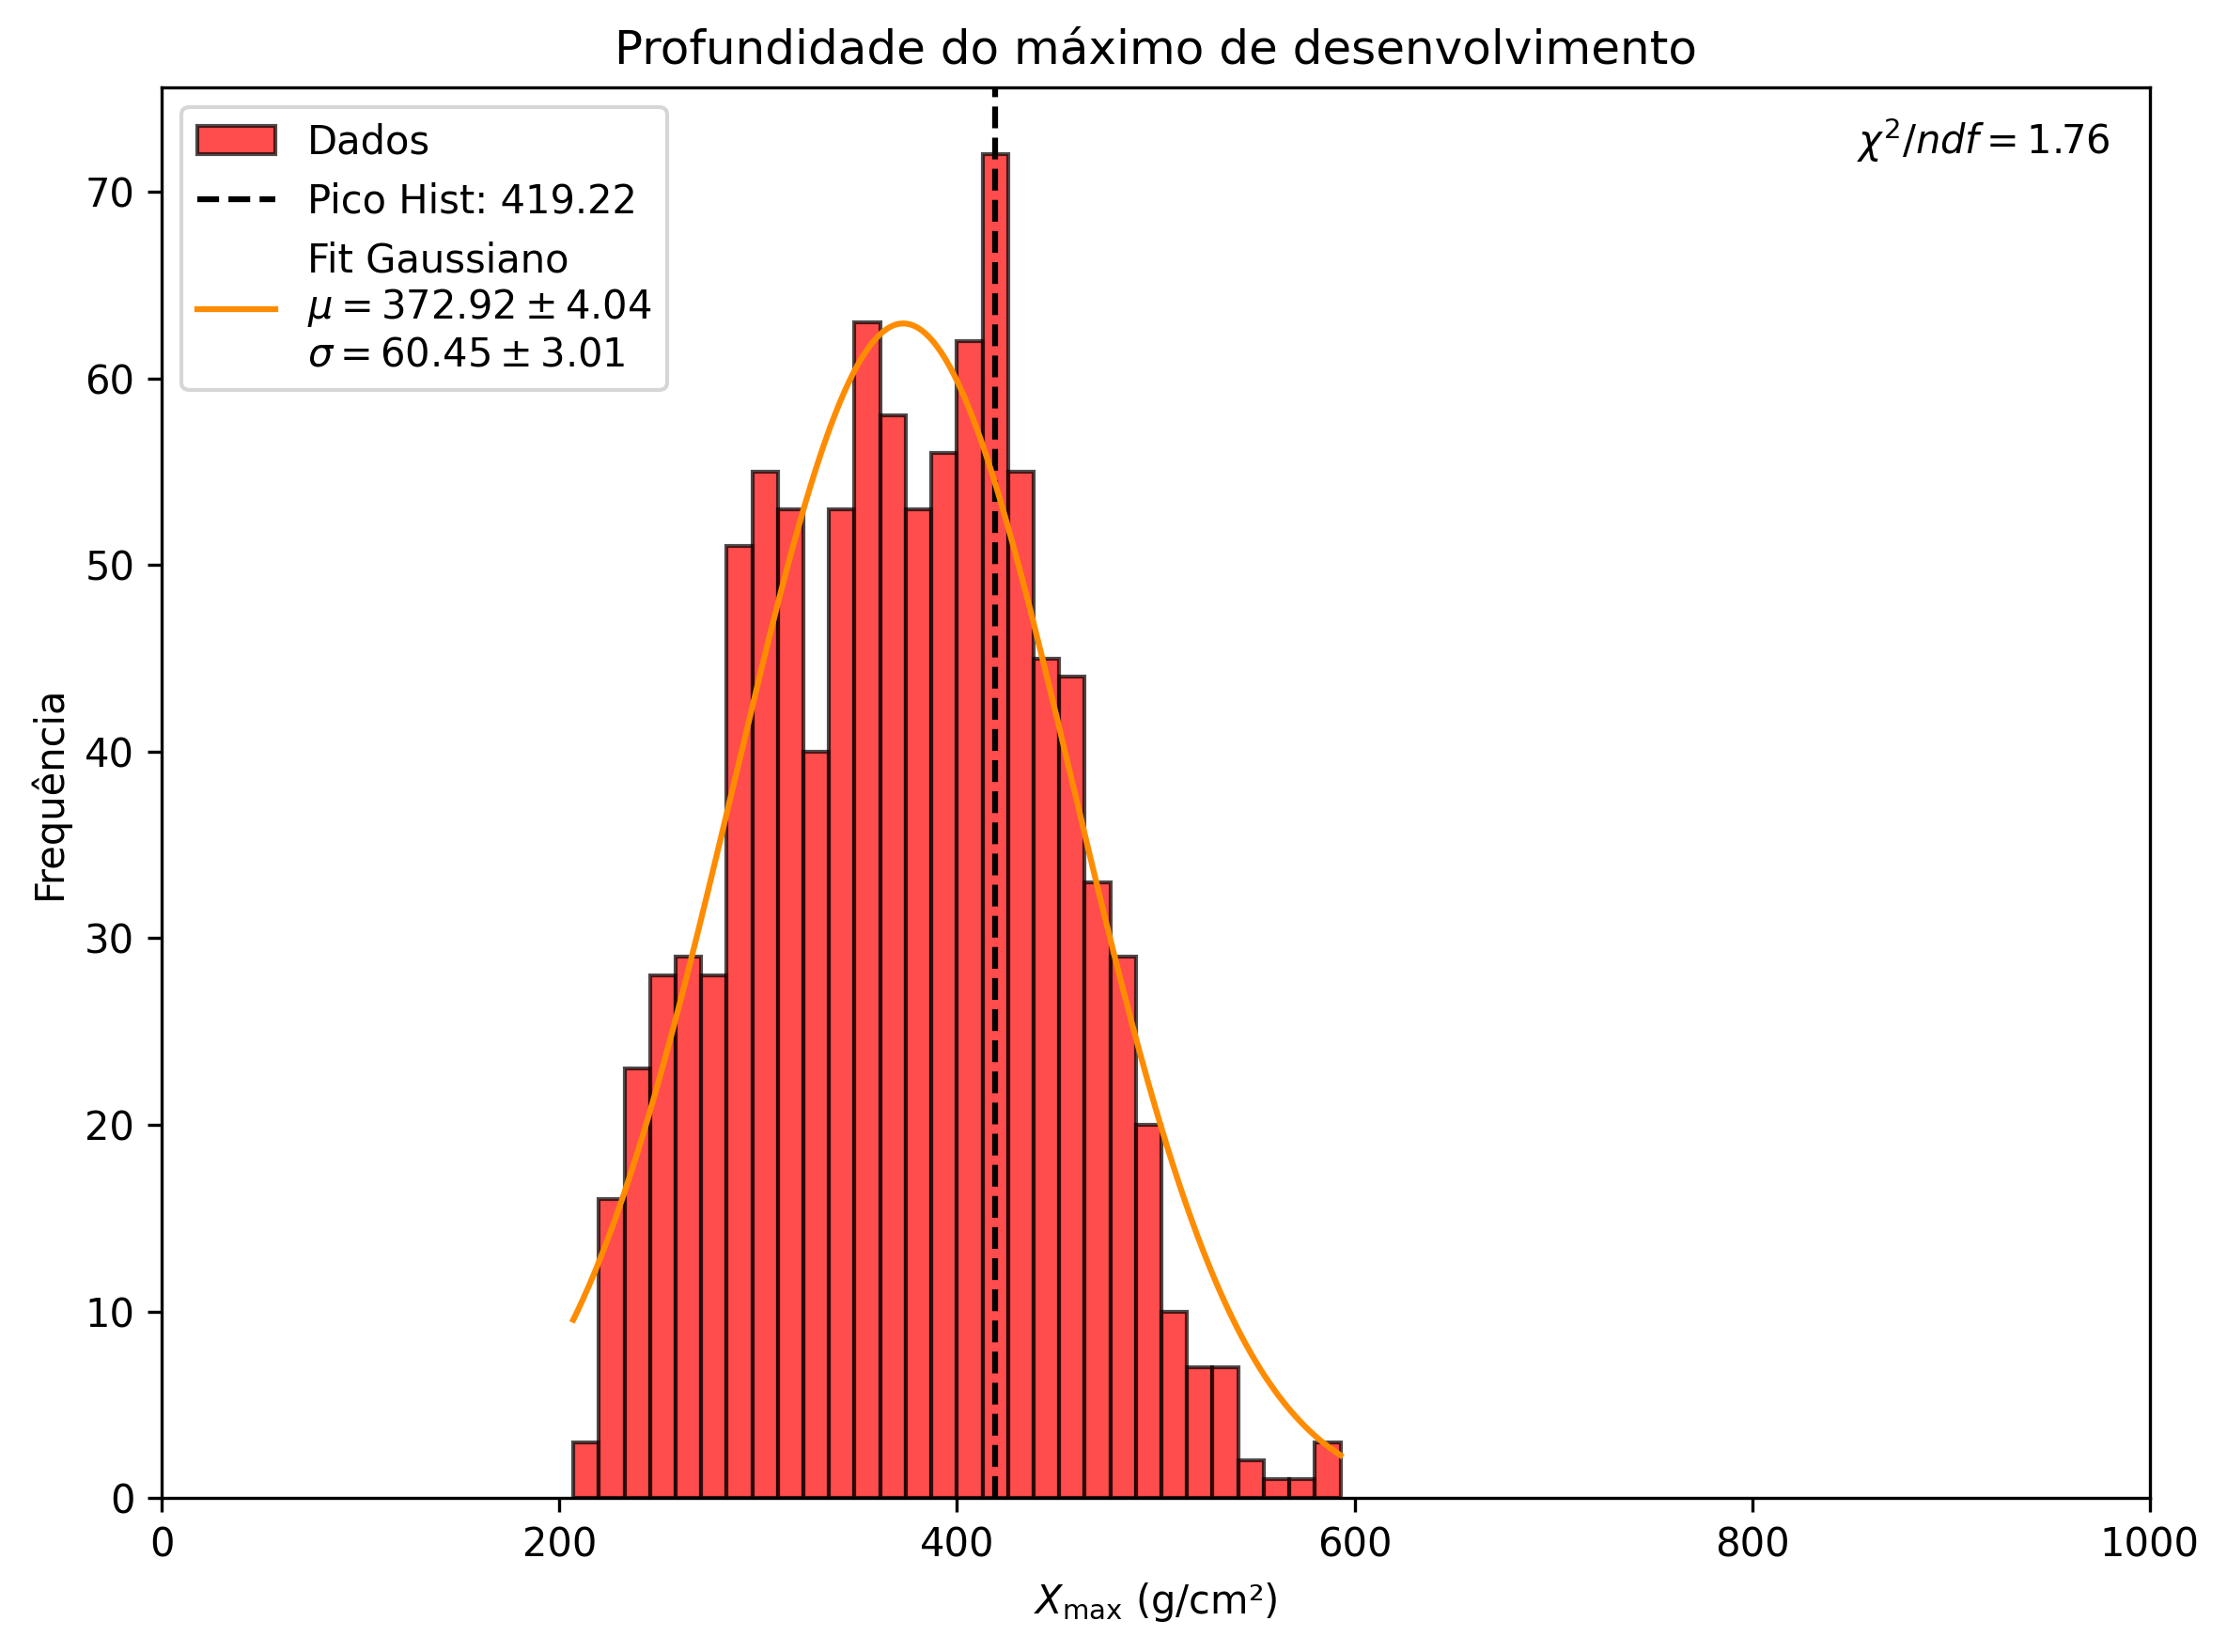 Profundidade do máximo de desenvolvimento
Dados
Pico Hist: 419.22
Fit Gaussiano
μ = 372.92 ± 4.04
σ = 60.45 ± 3.01
χ²/ndf = 1.76
Frequência
70
60
50
40
30
20
10
0
0 200 400 600 800 1000
Xmax (g/cm²)